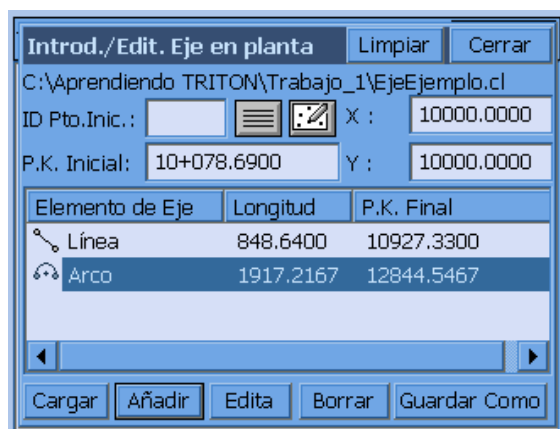 Introd./Edit. Eje en planta Limpiar Cerrar
C:\Aprendiendo TRITON\Trabajo_1\EjeEjemplo.cl
ID Pto.Inic.: X : 10000.0000
P.K. Inicial: 10+078.6900 Y : 10000.0000
Elemento de Eje Longitud P.K. Final
Línea 848.6400 10927.3300
Arco 1917.2167 12844.5467
Cargar Añadir Edita Borrar Guardar Como